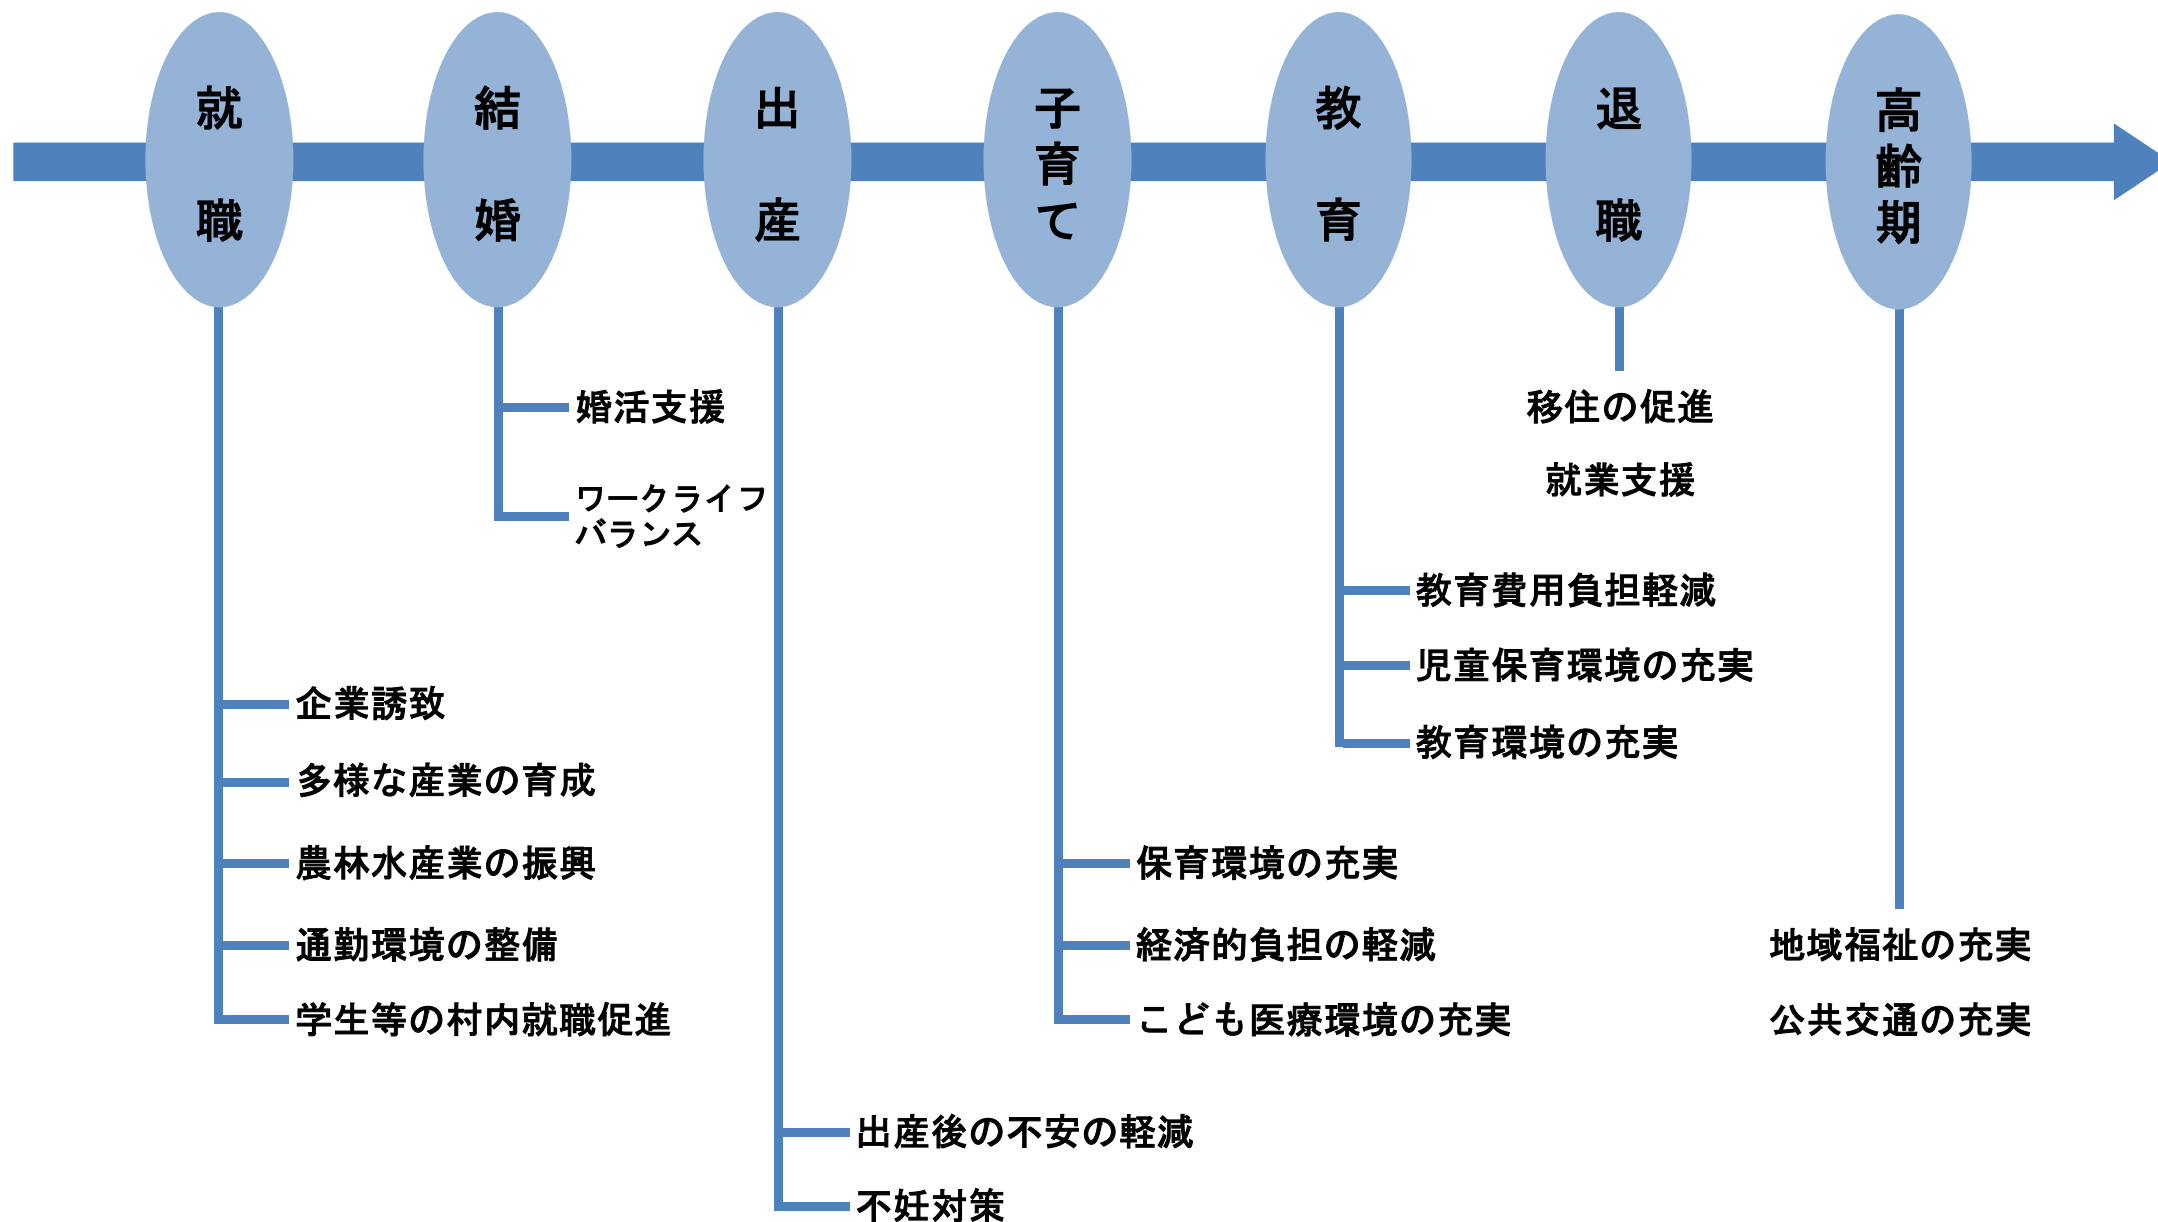 就職
結婚
出産
子育て
教育
退職
高齢期
企業誘致
多様な産業の育成
農林水産業の振興
通勤環境の整備
学生等の村内就職促進
婚活支援
ワークライフ
バランス
出産後の不安の軽減
不妊対策
保育環境の充実
経済的負担の軽減
こども医療環境の充実
教育費用負担軽減
児童保育環境の充実
教育環境の充実
移住の促進
就業支援
地域福祉の充実
公共交通の充実